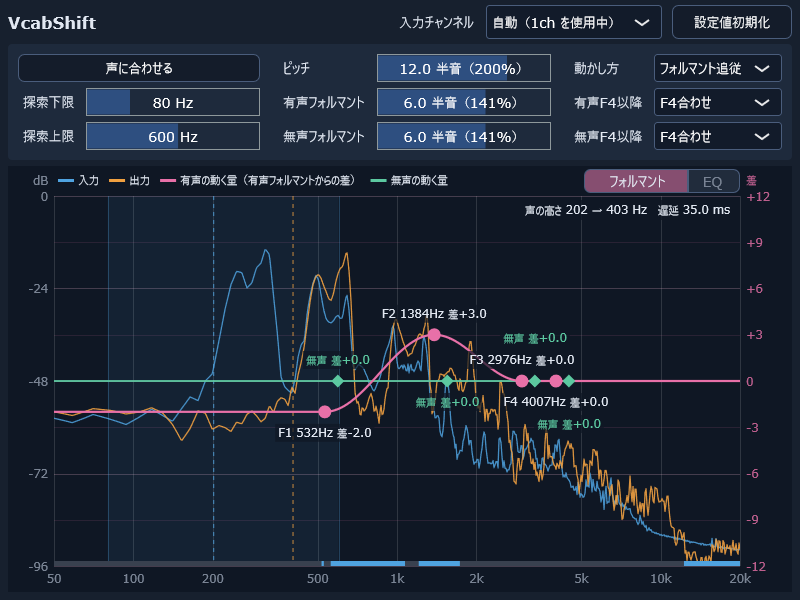 VcabShift
入力チャンネル 自動（1ch を使用中） 設定値初期化
声に合わせる ピッチ 12.0 半音（200%） 動かし方 フォルマント追従
探索下限 80 Hz 有声フォルマント 6.0 半音（141%） 有声F4以降 F4合わせ
探索上限 600 Hz 無声フォルマント 6.0 半音（141%） 無声F4以降 F4合わせ
dB 入力 出力 有声の動く量（有声フォルマントからの差） 無声の動く量 フォルマント EQ 差
声の高さ 202 → 403 Hz 遅延 35.0 ms
0 +12
+9
-24 +6
F2 1384Hz 差+3.0
+3
無声 差+0.0
無声 差+0.0 F3 2976Hz 差+0.0
-48 0
無声 差+0.0 F4 4007Hz 差+0.0
無声 差+0.0
-3
F1 532Hz 差-2.0
-72 -6
-9
-96 -12
50 100 200 500 1k 2k 5k 10k 20k